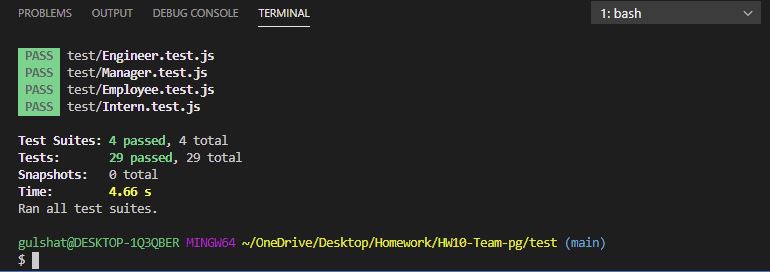 PROBLEMS OUTPUT DEBUG CONSOLE TERMINAL 1: bash
PASS test/Engineer.test.js
PASS test/Manager.test.js
PASS test/Employee.test.js
PASS test/Intern.test.js
Test Suites: 4 passed, 4 total
Tests: 29 passed, 29 total
Snapshots: 0 total
Time: 4.66 s
Ran all test suites.
gulshat@DESKTOP-1Q3QBER MINGW64 ~/OneDrive/Desktop/Homework/HW10-Team-pg/test (main)
$